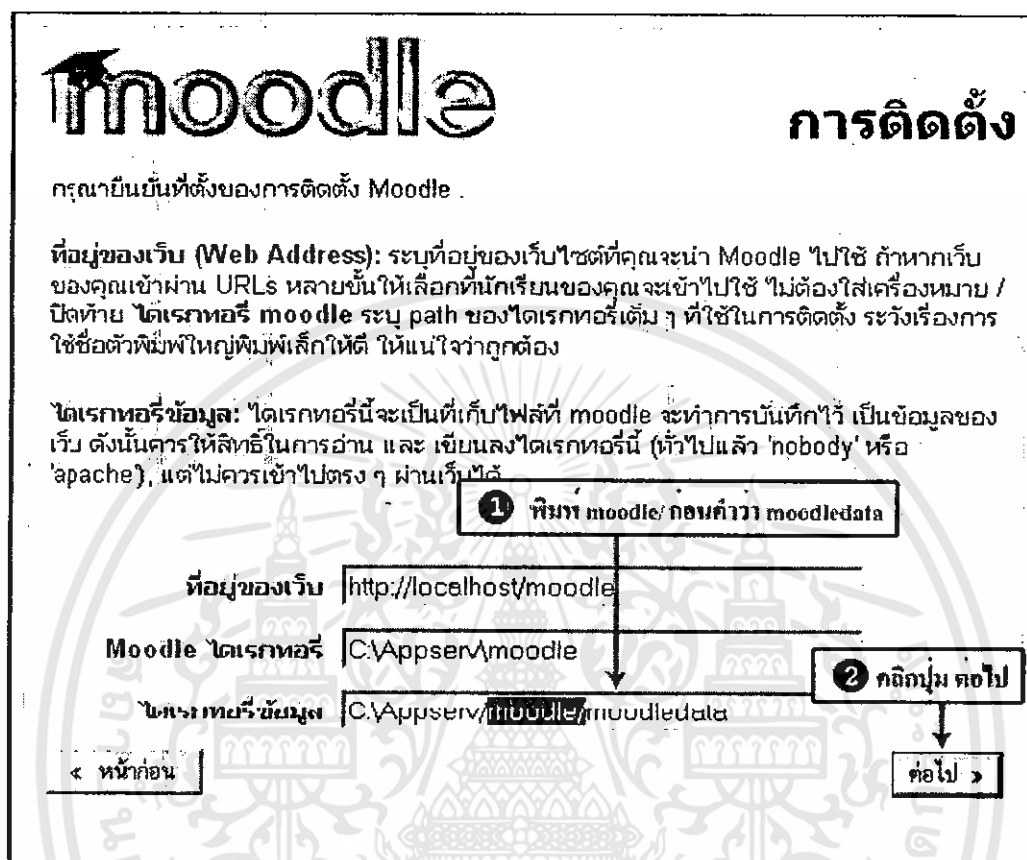 moodle
การติดตั้ง
กรุณายืนยันที่ตั้งของการติดตั้ง Moodle .
ที่อยู่ของเว็บ (Web Address): ระบุที่อยู่ของเว็บไซต์ที่คุณจะนำ Moodle ไปใช้ ถ้าหากเว็บ
ของคุณเข้าผ่าน URLs หลายขั้นให้เลือกที่นักเรียนของคุณจะเข้าไปใช้ ไม่ต้องใส่เครื่องหมาย /
ปิดท้าย ไดเรกทอรี่ moodle ระบุ path ของไดเรกทอรี่เต็ม ๆ ที่ใช้ในการติดตั้ง ระวังเรื่องการ
ใช้ชื่อตัวพิมพ์ใหญ่พิมพ์เล็กให้ดี ให้แน่ใจว่าถูกต้อง
ไดเรกทอรี่ข้อมูล: ไดเรกทอรี่นี้จะเป็นที่เก็บไฟล์ที่ moodle จะทำการบันทึกไว้ เป็นข้อมูลของ
เว็บ ดังนั้นควรให้สิทธิ์ในการอ่าน และ เขียนลงไดเรกทอรี่นี้ (ทั่วไปแล้ว 'nobody' หรือ
'apache'), แต่ไม่ควรเข้าไปตรง ๆ ผ่านเว็บได้
1 พิมพ์ moodle/ ก่อนคำว่า moodledata
ที่อยู่ของเว็บ http://localhost/moodle
Moodle ไดเรกทอรี่ C:\Appserv\moodle
2 คลิกปุ่ม ต่อไป
ไดเรกทอรี่ข้อมูล C:\Appserv/moodle/moodledata
« หน้าก่อน
ต่อไป »